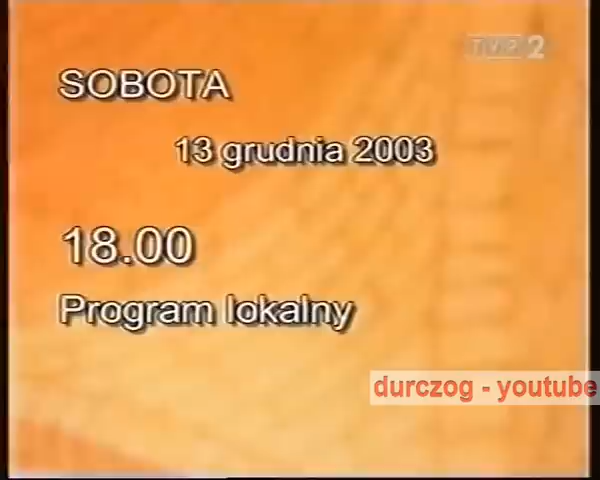 TVP 2
SOBOTA
13 grudnia 2003
18.00
Program lokalny
durczog - youtube